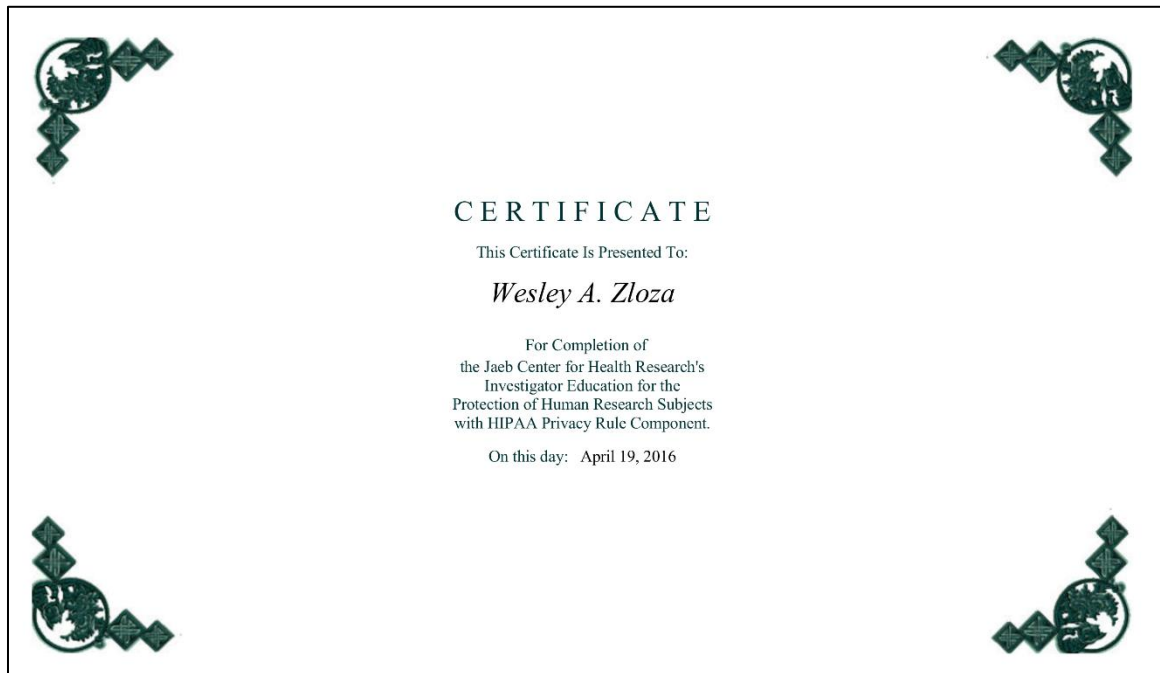 CERTIFICATE
This Certificate Is Presented To:
Wesley A. Zloza
For Completion of
the Jaeb Center for Health Research's
Investigator Education for the
Protection of Human Research Subjects
with HIPAA Privacy Rule Component.
On this day: April 19, 2016